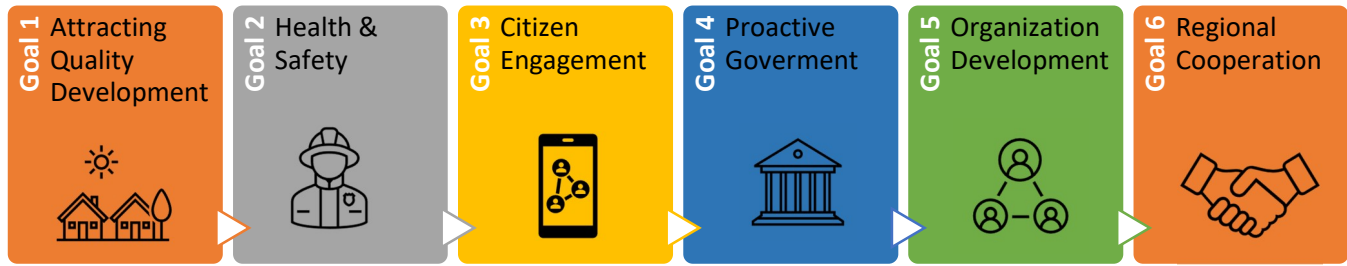 Goal 1
Attracting
Quality
Development
Goal 2
Health &
Safety
Goal 3
Citizen
Engagement
Goal 4
Proactive
Goverment
Goal 5
Organization
Development
Goal 6
Regional
Cooperation